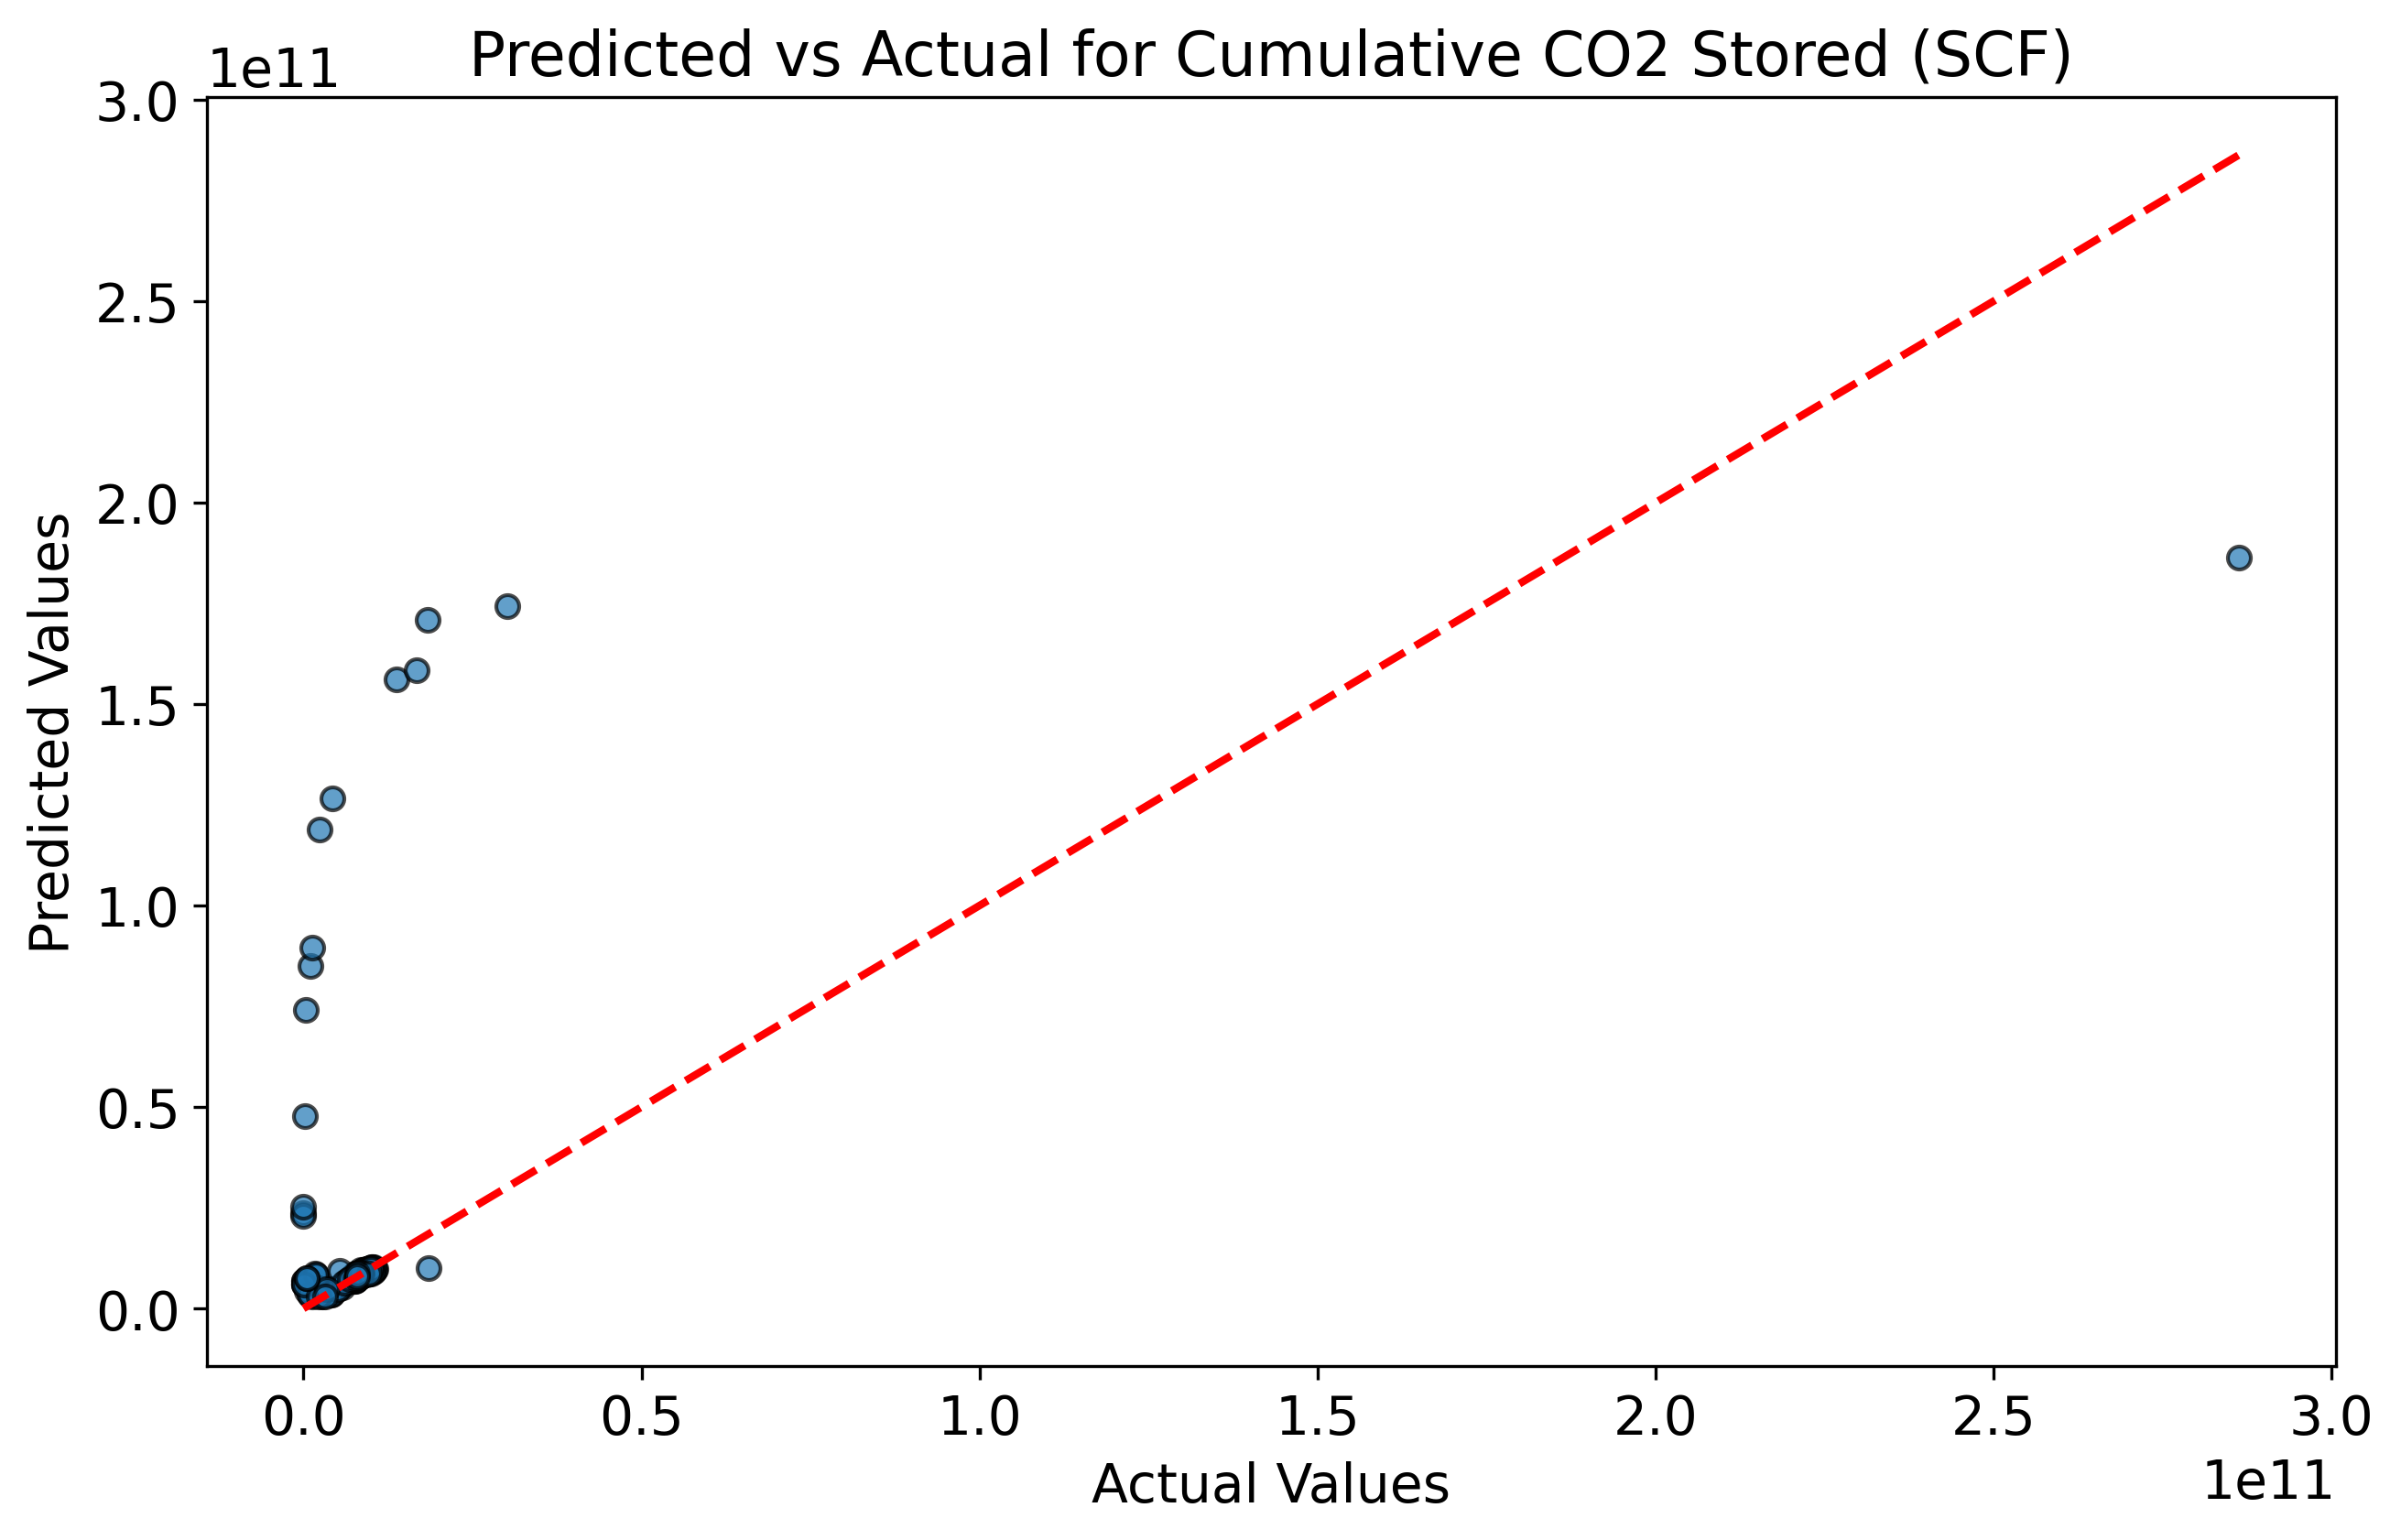 Predicted vs Actual for Cumulative CO2 Stored (SCF)
1e11
3.0
2.5
2.0
1.5
1.0
0.5
0.0
Predicted Values
0.0 0.5 1.0 1.5 2.0 2.5 3.0
1e11
Actual Values